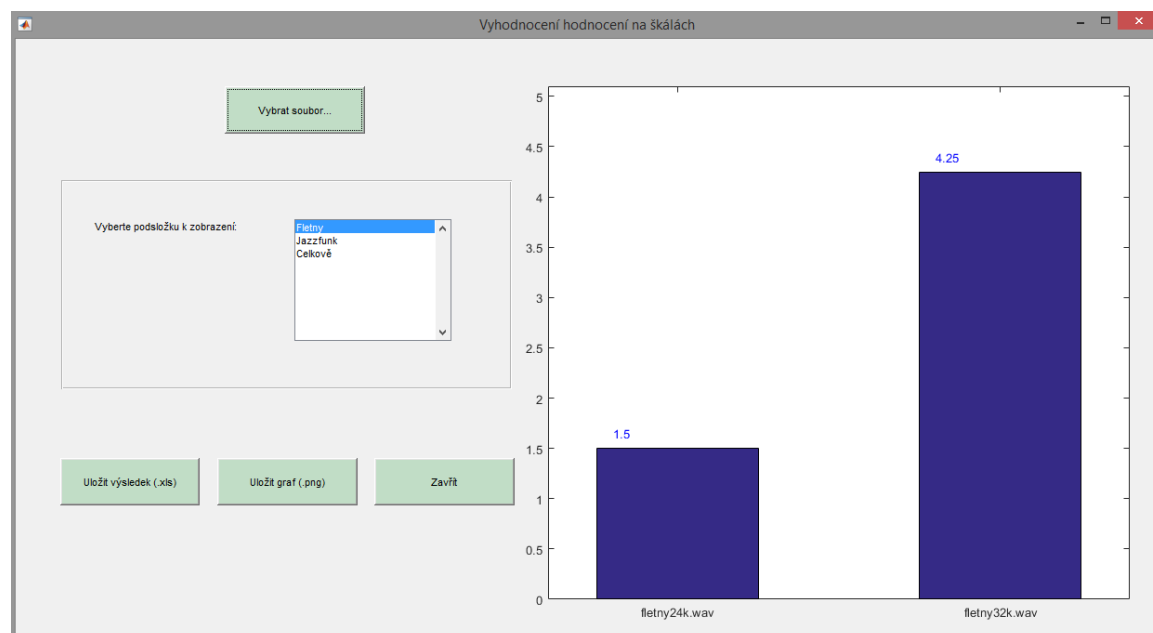 Vyhodnocení hodnocení na škálách
Vybrat soubor...
Vyberte podsložku k zobrazení:
Fletny
Jazzfunk
Celkově
Uložit výsledek (.xls)
Uložit graf (.png)
Zavřít
5
4.5
4
3.5
3
2.5
2
1.5
1
0.5
0
1.5
4.25
fletny24k.wav
fletny32k.wav